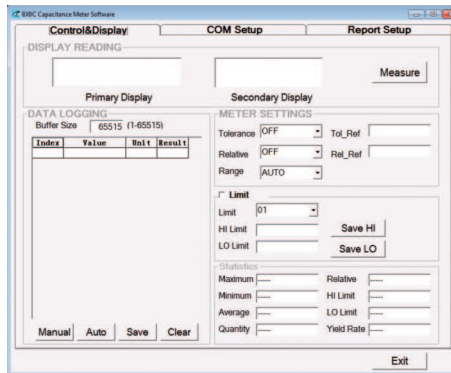 BXBC Capacitance Meter Software
Control&Display COM Setup Report Setup
DISPLAY READING
Measure
Primary Display Secondary Display
DATA LOGGING
Buffer Size 65515 (1-65515)
Index Value Unit Result
Manual Auto Save Clear
METER SETTINGS
Tolerance OFF Tol_Ref
Relative OFF Rel_Ref
Range AUTO
Limit
Limit 01
HI Limit Save HI
LO Limit Save LO
Statistics
Maximum ----- Relative -----
Minimum ----- HI Limit -----
Average ----- LO Limit -----
Quantity ----- Yield Rate -----
Exit